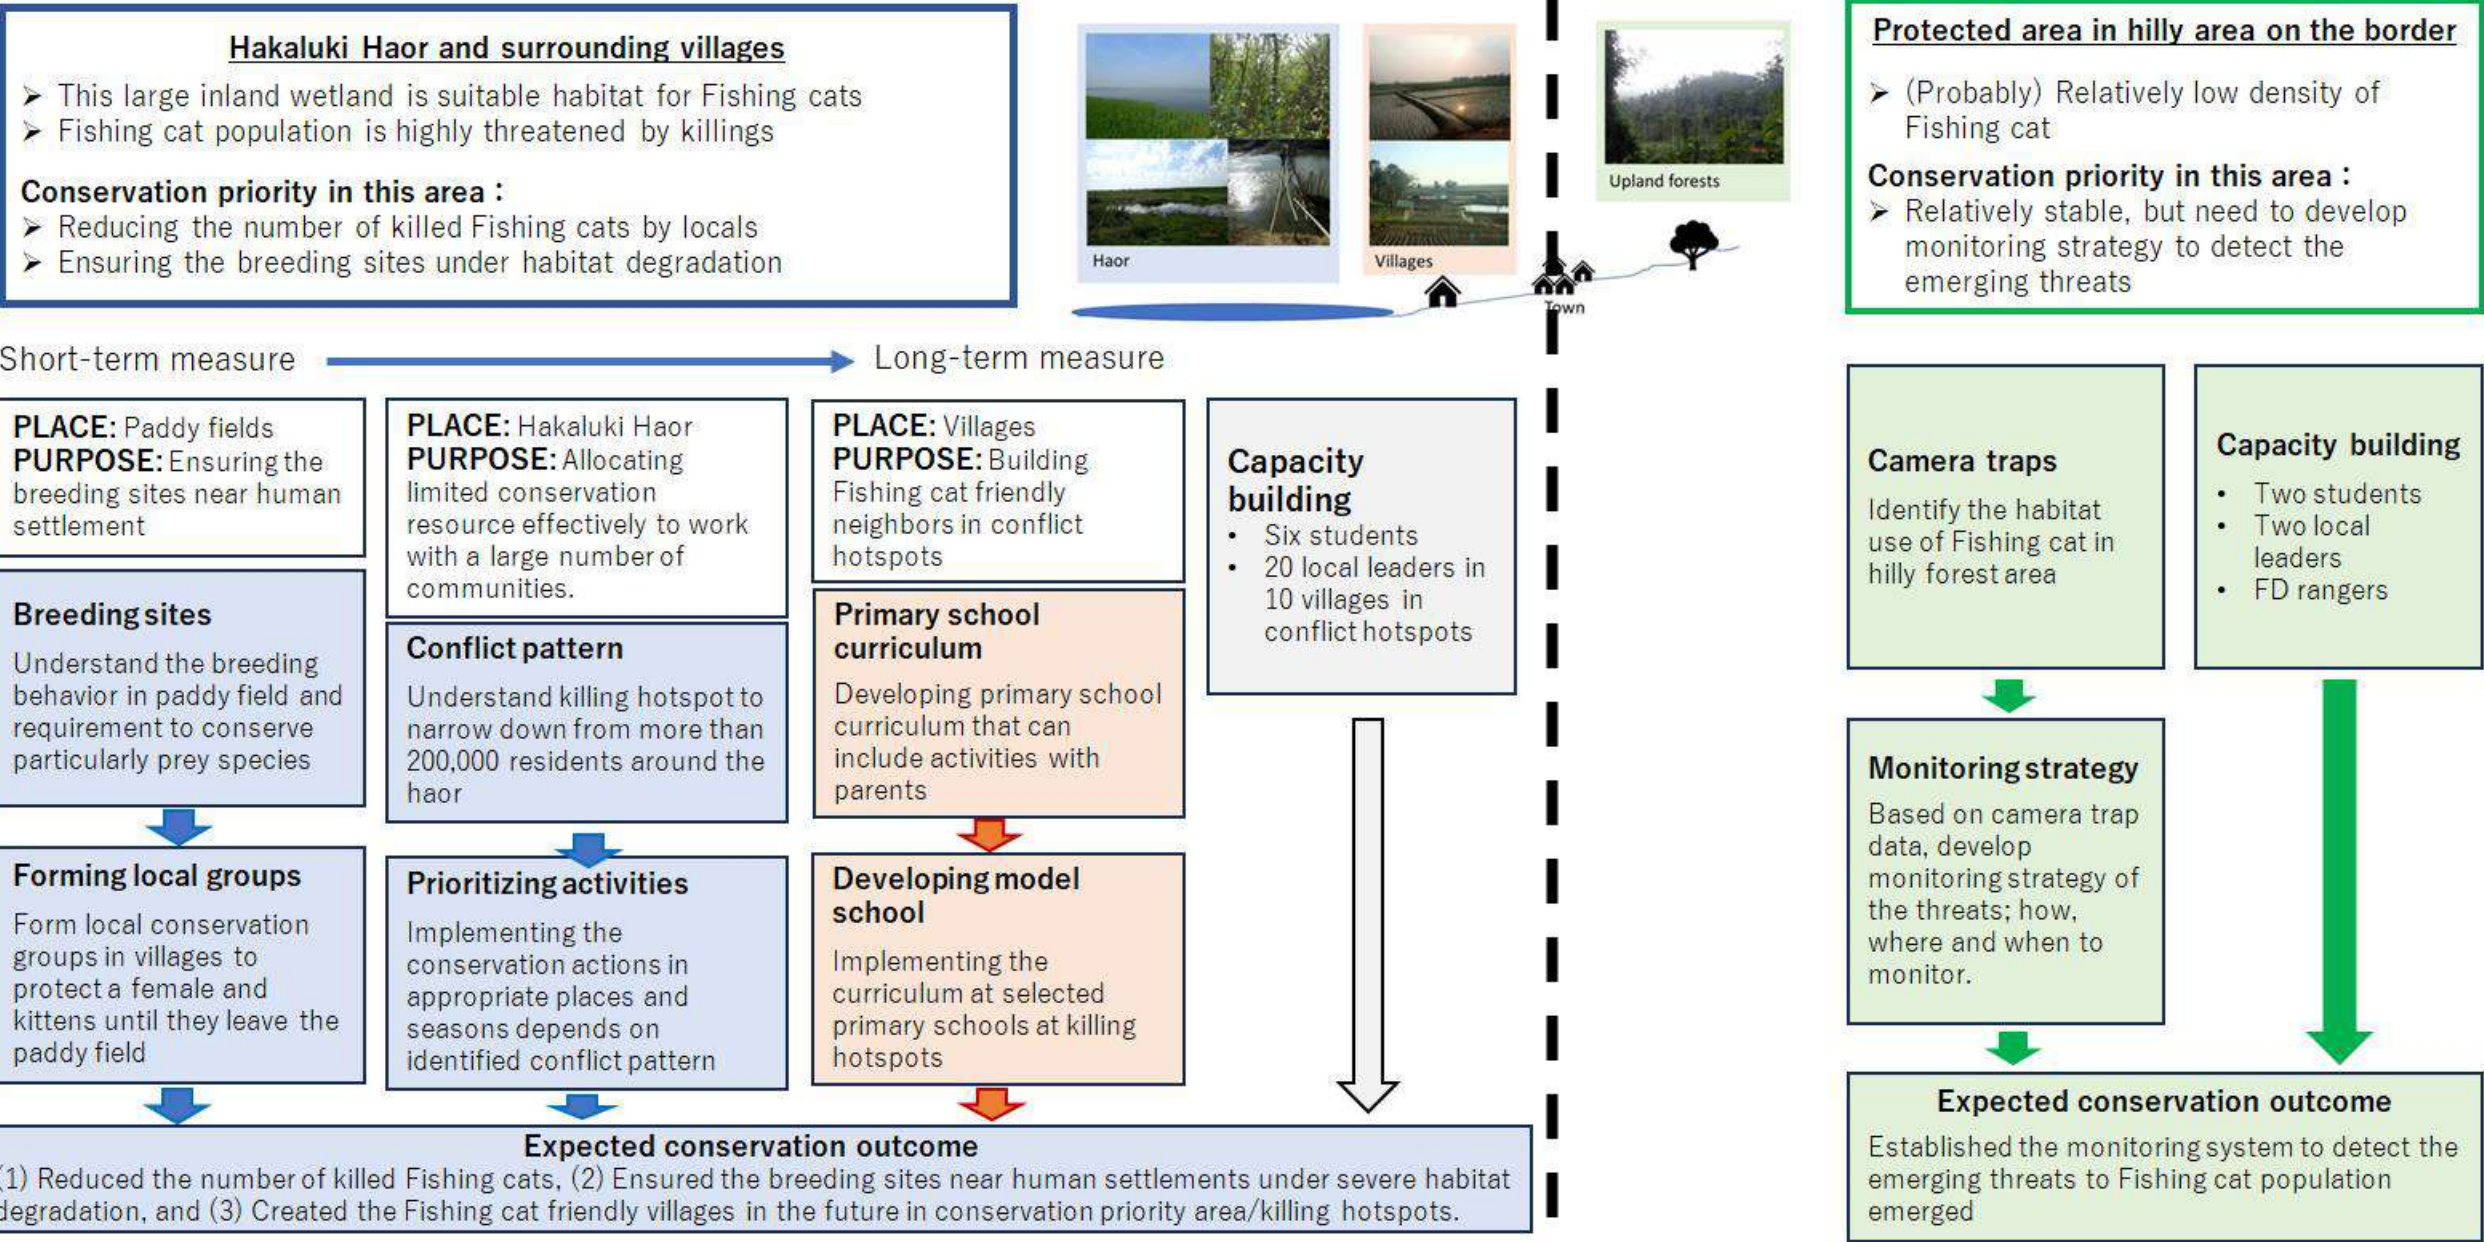 Hakaluki Haor and surrounding villages
➤ This large inland wetland is suitable habitat for Fishing cats
➤ Fishing cat population is highly threatened by killings
Conservation priority in this area：
➤ Reducing the number of killed Fishing cats by locals
➤ Ensuring the breeding sites under habitat degradation
Haor
Villages
Town
Upland forests
Protected area in hilly area on the border
➤ (Probably) Relatively low density of
Fishing cat
Conservation priority in this area：
➤ Relatively stable, but need to develop
monitoring strategy to detect the
emerging threats
Short-term measure
Long-term measure
PLACE: Paddy fields
PURPOSE: Ensuring the
breeding sites near human
settlement
Breeding sites
Understand the breeding
behavior in paddy field and
requirement to conserve
particularly prey species
Forming local groups
Form local conservation
groups in villages to
protect a female and
kittens until they leave the
paddy field
PLACE: Hakaluki Haor
PURPOSE: Allocating
limited conservation
resource effectively to work
with a large number of
communities.
Conflict pattern
Understand killing hotspot to
narrow down from more than
200,000 residents around the
haor
Prioritizing activities
Implementing the
conservation actions in
appropriate places and
seasons depends on
identified conflict pattern
PLACE: Villages
PURPOSE: Building
Fishing cat friendly
neighbors in conflict
hotspots
Primary school
curriculum
Developing primary school
curriculum that can
include activities with
parents
Developing model
school
Implementing the
curriculum at selected
primary schools at killing
hotspots
Capacity
building
• Six students
• 20 local leaders in
10 villages in
conflict hotspots
Expected conservation outcome
(1) Reduced the number of killed Fishing cats, (2) Ensured the breeding sites near human settlements under severe habitat
degradation, and (3) Created the Fishing cat friendly villages in the future in conservation priority area/killing hotspots.
Camera traps
Identify the habitat
use of Fishing cat in
hilly forest area
Capacity building
• Two students
• Two local
leaders
• FD rangers
Monitoring strategy
Based on camera trap
data, develop
monitoring strategy of
the threats; how,
where and when to
monitor.
Expected conservation outcome
Established the monitoring system to detect the
emerging threats to Fishing cat population
emerged